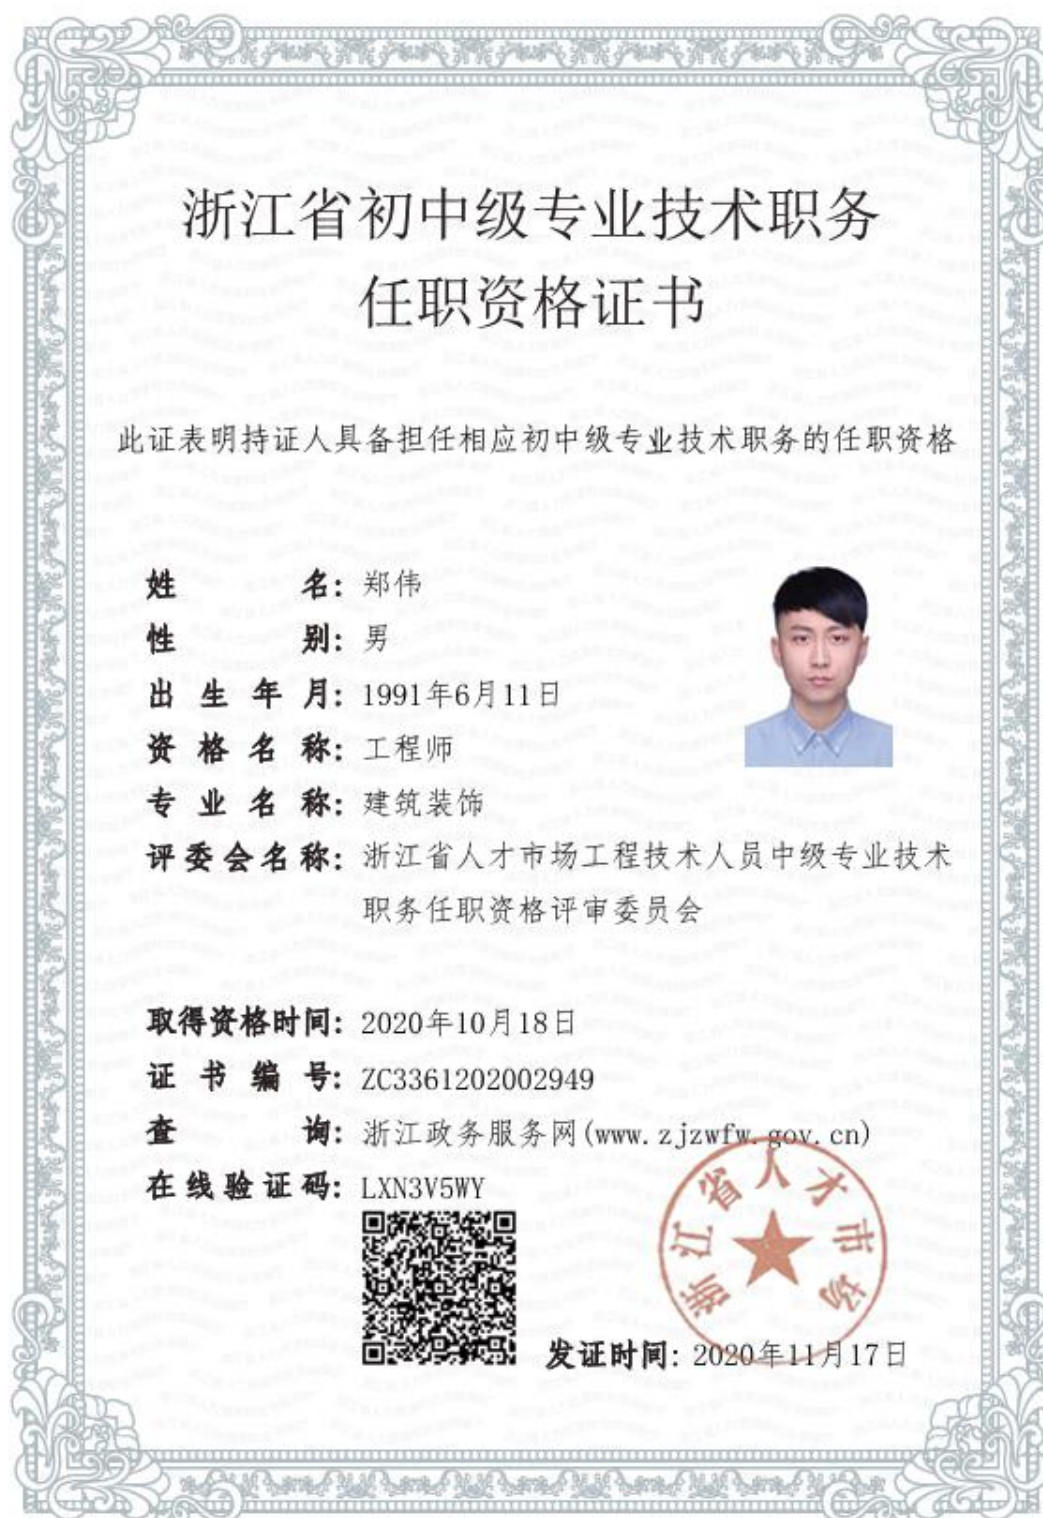 浙江省初中级专业技术职务
任职资格证书
此证表明持证人具备担任相应初中级专业技术职务的任职资格
姓名：郑伟
性别：男
出生年月：1991年6月11日
资格名称：工程师
专业名称：建筑装饰
评委会名称：浙江省人才市场工程技术人员中级专业技术
职务任职资格评审委员会
取得资格时间：2020年10月18日
证书编号：ZC3361202002949
查询：浙江政务服务网(www.zjzwfw.gov.cn)
在线验证码：LXN3V5WY
浙江省人才市场
发证时间：2020年11月17日